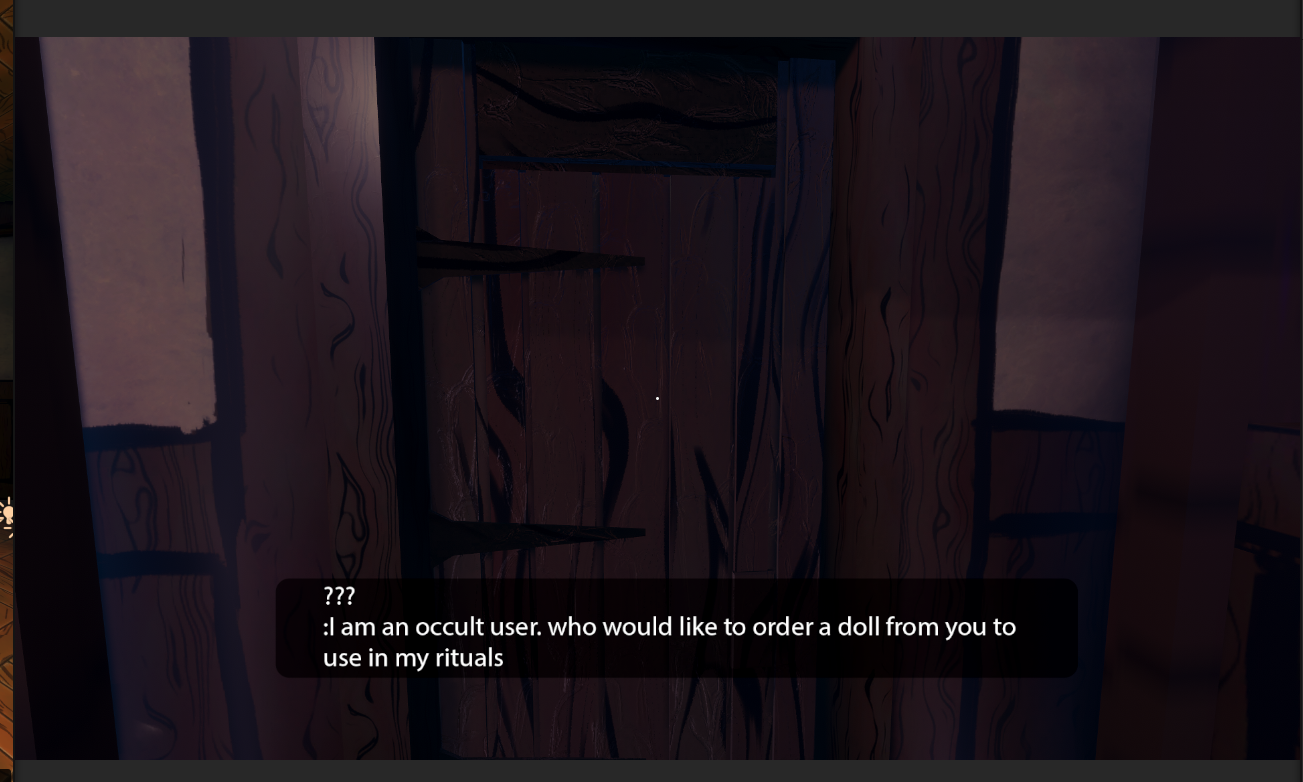 ???
:I am an occult user. who would like to order a doll from you to
use in my rituals